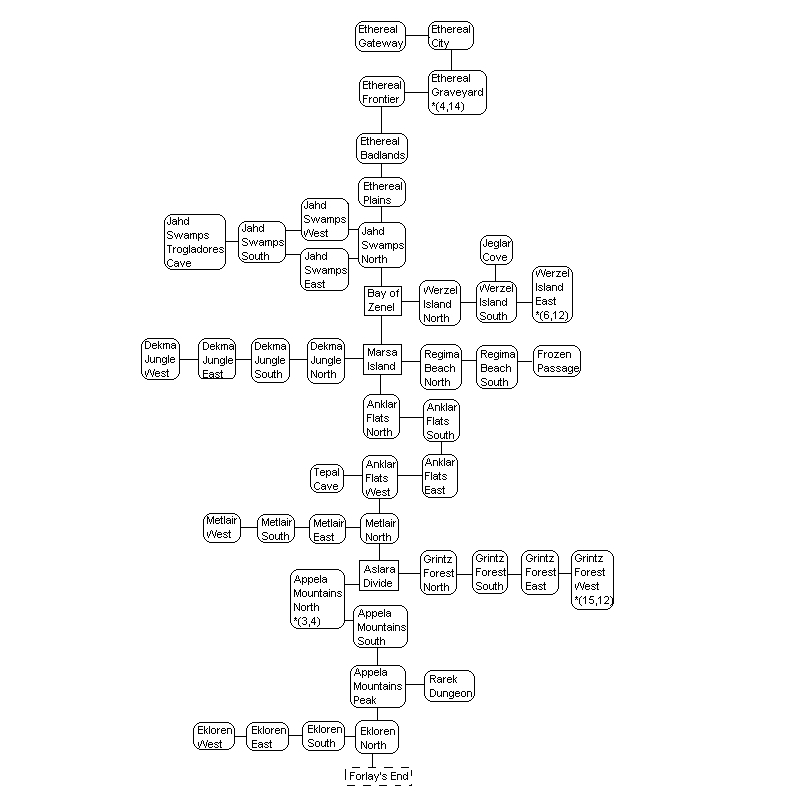 Ethereal
Gateway
Ethereal
City
Ethereal
Frontier
Ethereal
Graveyard
*(4,14)
Ethereal
Badlands
Ethereal
Plains
Jahd
Swamps
Trogladores
Cave
Jahd
Swamps
South
Jahd
Swamps
West
Jahd
Swamps
East
Jahd
Swamps
North
Jeglar
Cove
Bay of
Zenel
Werzel
Island
North
Werzel
Island
South
Werzel
Island
East
*(6,12)
Dekma
Jungle
West
Dekma
Jungle
East
Dekma
Jungle
South
Dekma
Jungle
North
Marsa
Island
Regima
Beach
North
Regima
Beach
South
Frozen
Passage
Anklar
Flats
North
Anklar
Flats
South
Tepal
Cave
Anklar
Flats
West
Anklar
Flats
East
Metlair
West
Metlair
South
Metlair
East
Metlair
North
Aslara
Divide
Grintz
Forest
North
Grintz
Forest
South
Grintz
Forest
East
Grintz
Forest
West
*(15,12)
Appela
Mountains
North
*(3,4)
Appela
Mountains
South
Appela
Mountains
Peak
Rarek
Dungeon
Ekloren
West
Ekloren
East
Ekloren
South
Ekloren
North
Forlay's End